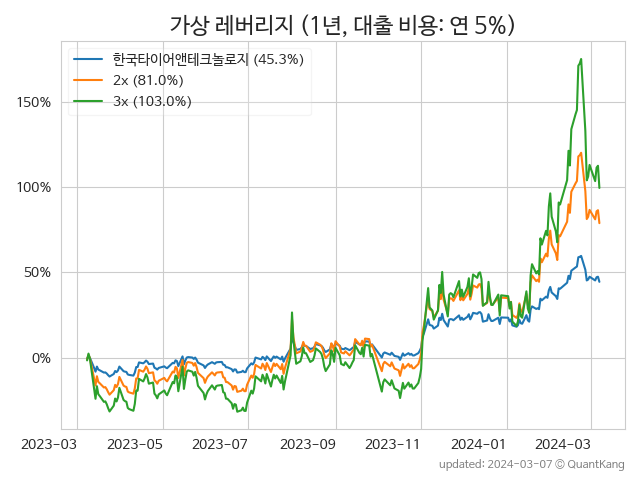 가상 레버리지 (1년, 대출 비용: 연 5%)
한국타이어앤테크놀로지 (45.3%)
2x (81.0%)
3x (103.0%)
150%
100%
50%
0%
2023-03 2023-05 2023-07 2023-09 2023-11 2024-01 2024-03
updated: 2024-03-07 © QuantKang